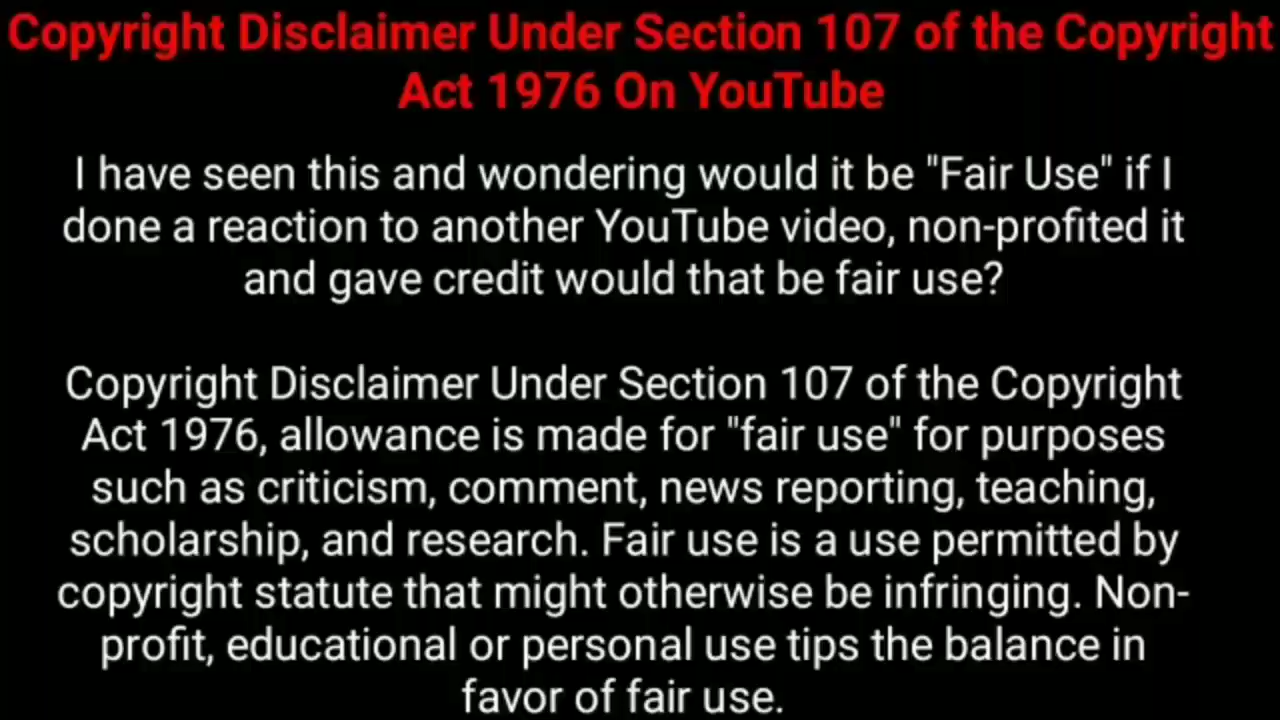 Copyright Disclaimer Under Section 107 of the Copyright
Act 1976 On YouTube
I have seen this and wondering would it be "Fair Use" if I
done a reaction to another YouTube video, non-profited it
and gave credit would that be fair use?
Copyright Disclaimer Under Section 107 of the Copyright
Act 1976, allowance is made for "fair use" for purposes
such as criticism, comment, news reporting, teaching,
scholarship, and research. Fair use is a use permitted by
copyright statute that might otherwise be infringing. Non-
profit, educational or personal use tips the balance in
favor of fair use.